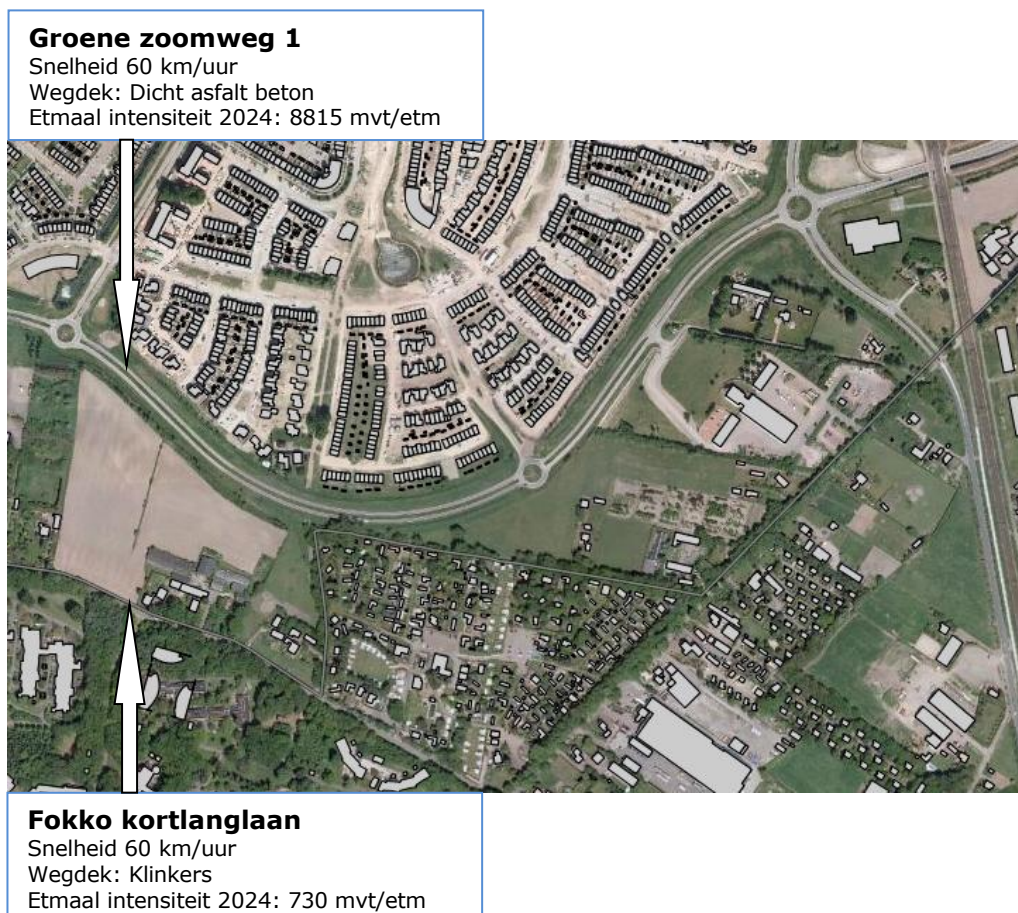 Groene zoomweg 1
Snelheid 60 km/uur
Wegdek: Dicht asfalt beton
Etmaal intensiteit 2024: 8815 mvt/etm
Fokko kortlanglaan
Snelheid 60 km/uur
Wegdek: Klinkers
Etmaal intensiteit 2024: 730 mvt/etm